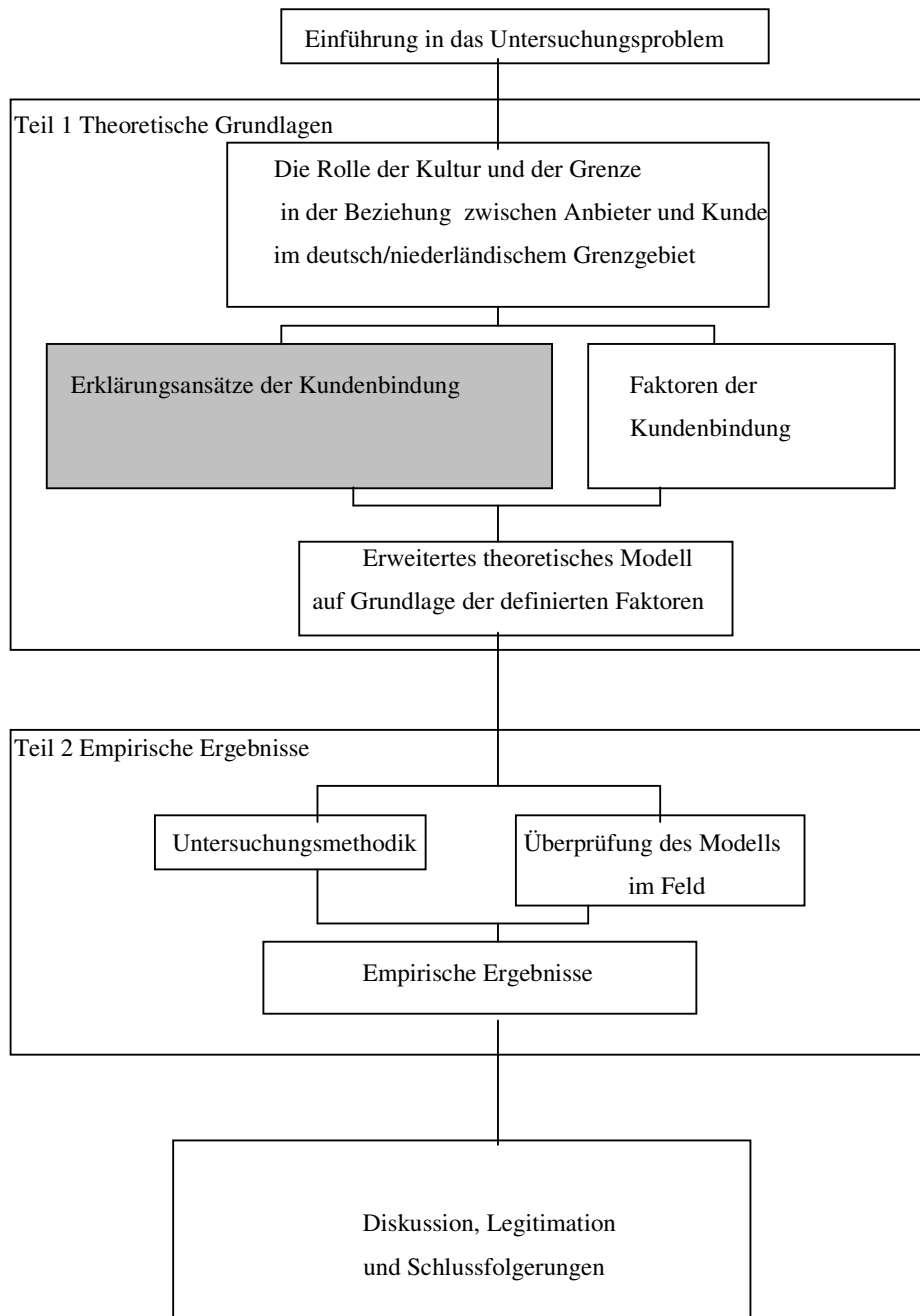 Einführung in das Untersuchungsproblem
Teil 1 Theoretische Grundlagen
Die Rolle der Kultur und der Grenze
in der Beziehung zwischen Anbieter und Kunde
im deutsch/niederländischem Grenzgebiet
Erklärungsansätze der Kundenbindung
Faktoren der
Kundenbindung
Erweitertes theoretisches Modell
auf Grundlage der definierten Faktoren
Teil 2 Empirische Ergebnisse
Untersuchungsmethodik
Überprüfung des Modells
im Feld
Empirische Ergebnisse
Diskussion, Legitimation
und Schlussfolgerungen